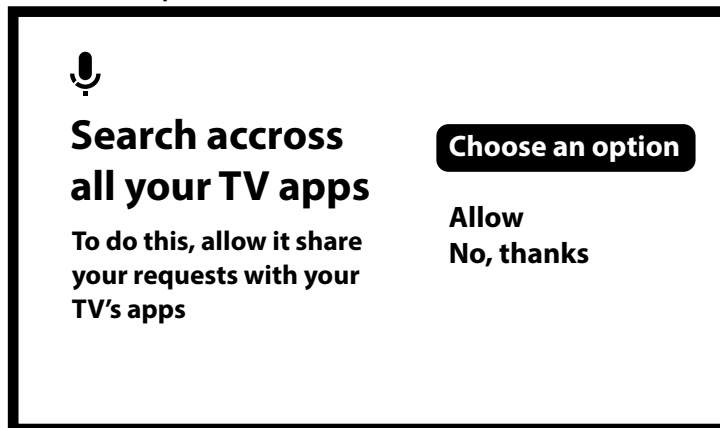 Search accross
all your TV apps
To do this, allow it share
your requests with your
TV's apps
Choose an option
Allow
No, thanks